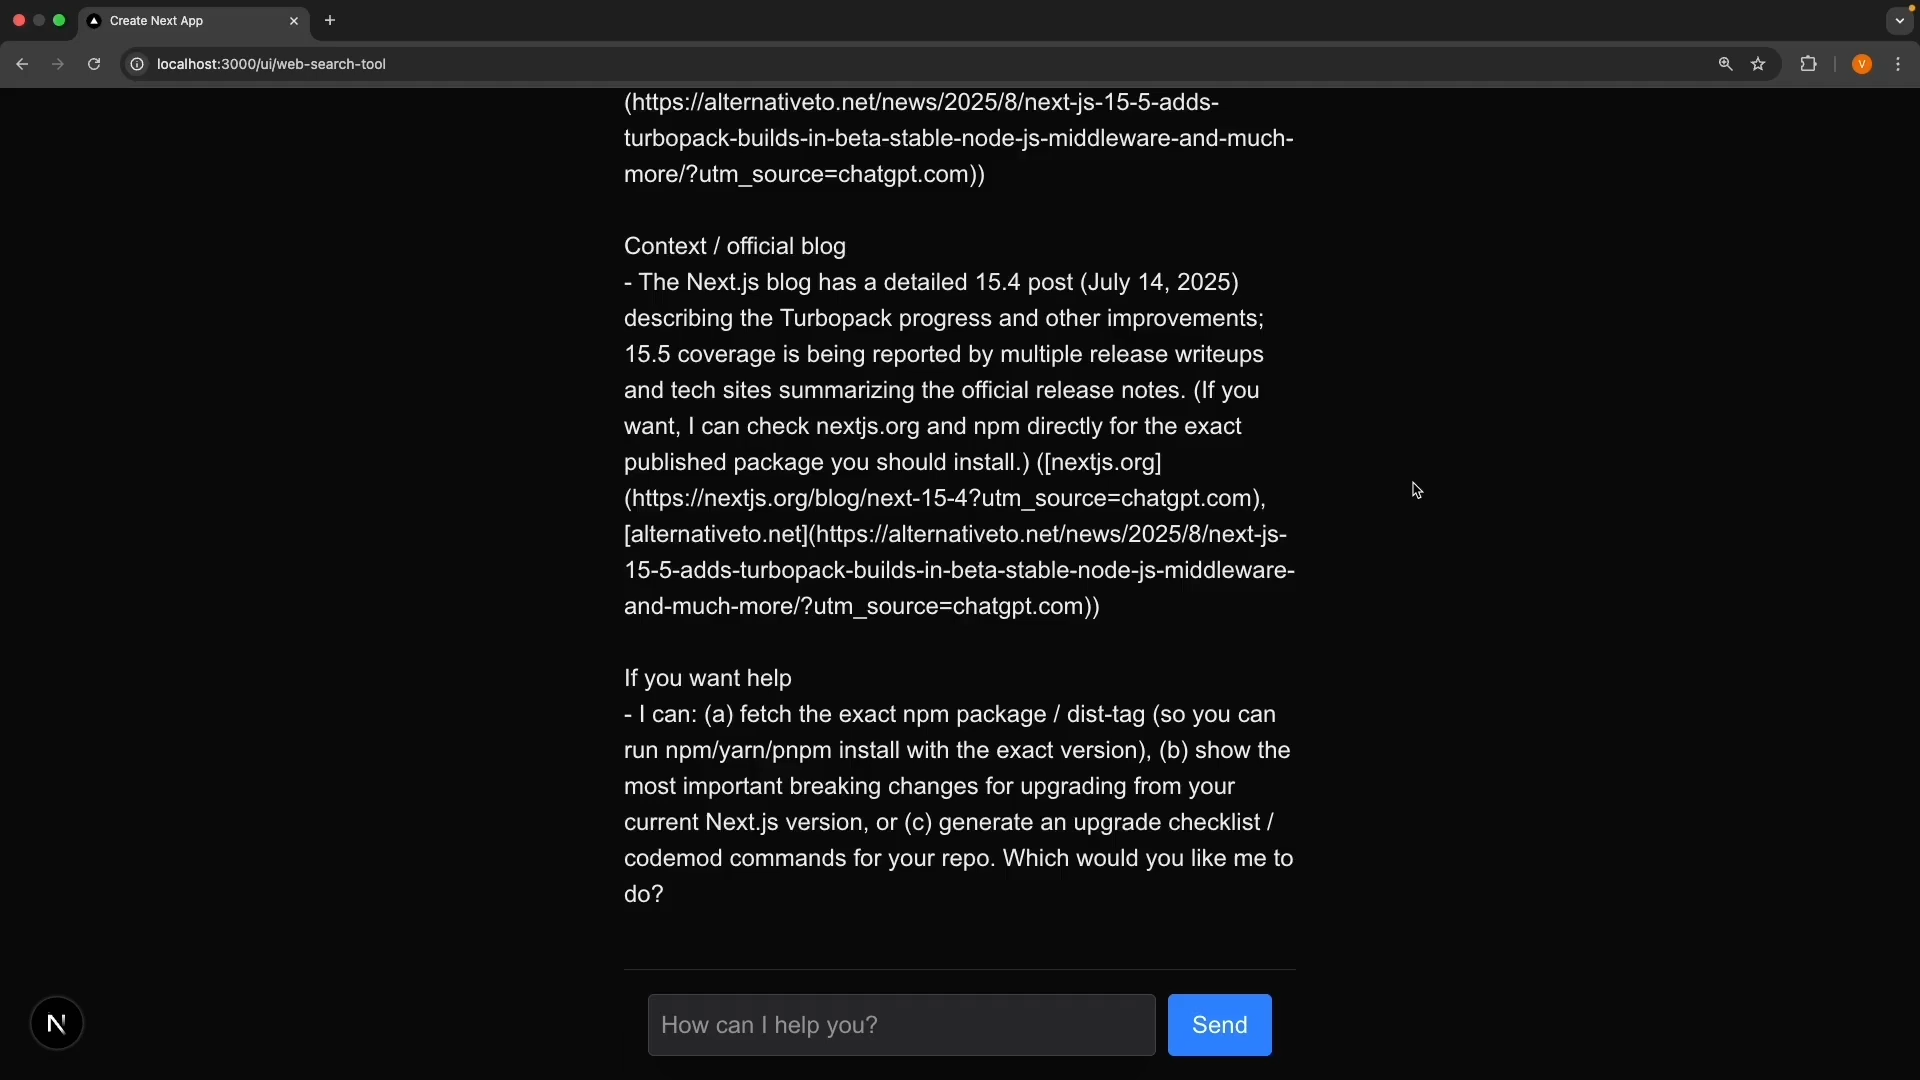 Create Next App
localhost:3000/ui/web-search-tool
V
(https://alternativeto.net/news/2025/8/next-js-15-5-adds-
turbopack-builds-in-beta-stable-node-js-middleware-and-much-
more/?utm_source=chatgpt.com))
Context / official blog
- The Next.js blog has a detailed 15.4 post (July 14, 2025)
describing the Turbopack progress and other improvements;
15.5 coverage is being reported by multiple release writeups
and tech sites summarizing the official release notes. (If you
want, I can check nextjs.org and npm directly for the exact
published package you should install.) ([nextjs.org]
(https://nextjs.org/blog/next-15-4?utm_source=chatgpt.com),
[alternativeto.net](https://alternativeto.net/news/2025/8/next-js-
15-5-adds-turbopack-builds-in-beta-stable-node-js-middleware-
and-much-more/?utm_source=chatgpt.com))
If you want help
- I can: (a) fetch the exact npm package / dist-tag (so you can
run npm/yarn/pnpm install with the exact version), (b) show the
most important breaking changes for upgrading from your
current Next.js version, or (c) generate an upgrade checklist /
codemod commands for your repo. Which would you like me to
do?
How can I help you?
Send
N